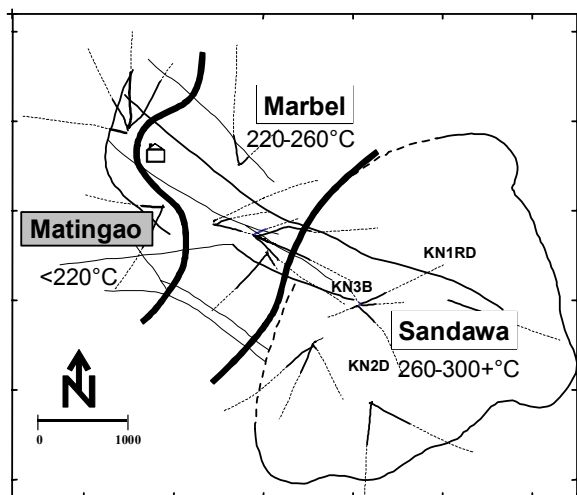 Marbel
220-260°C
Matingao
<220°C
KN1RD
KN3B
Sandawa
KN2D
260-300+°C
N
0
1000